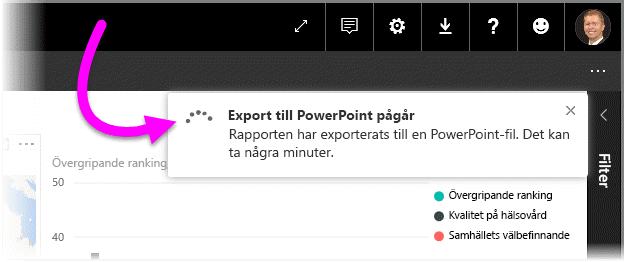 Export till PowerPoint pågår
Rapporten har exporterats till en PowerPoint-fil. Det kan
ta några minuter.
Filter
Övergripande ranking
50
40
Övergripande ranking
Kvalitet på hälsovård
Samhällets välbefinnande